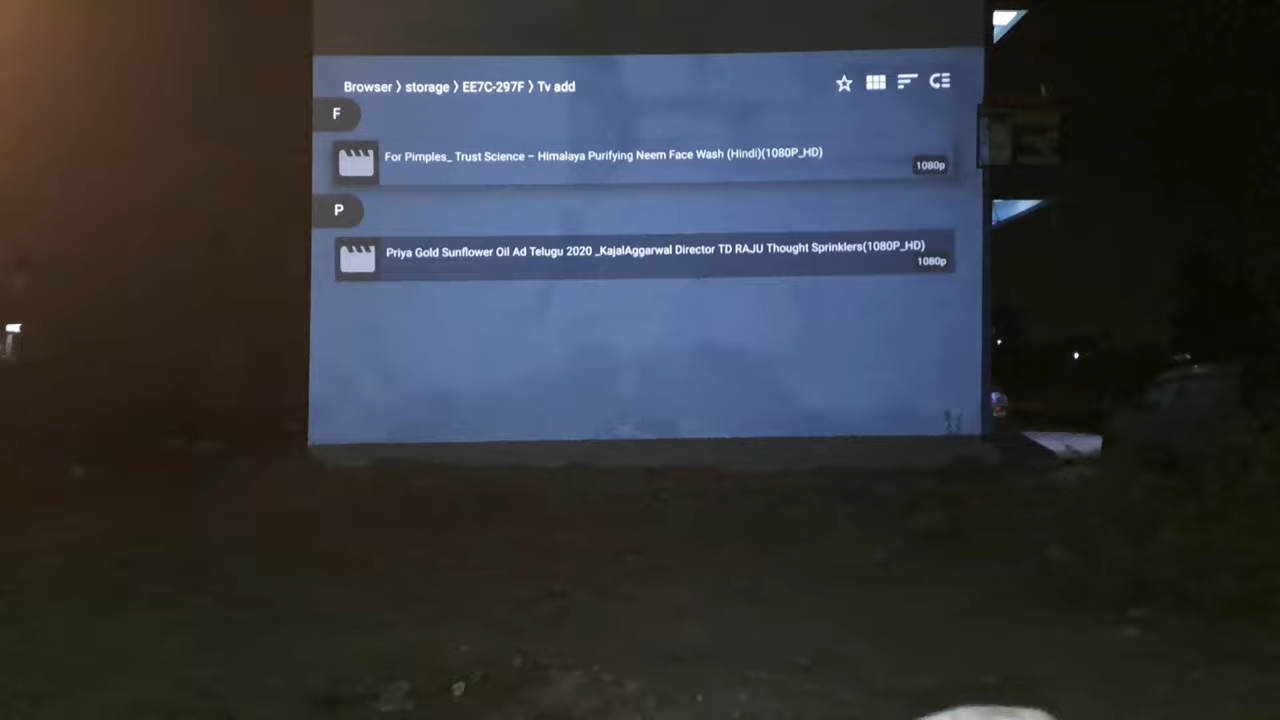 Browser 〉 storage 〉 EE7C-297F 〉 Tv add
F
For Pimples_ Trust Science – Himalaya Purifying Neem Face Wash (Hindi)(1080P_HD)
1080p
P
Priya Gold Sunflower Oil Ad Telugu 2020 _KajalAggarwal Director TD RAJU Thought Sprinklers(1080P_HD)
1080p